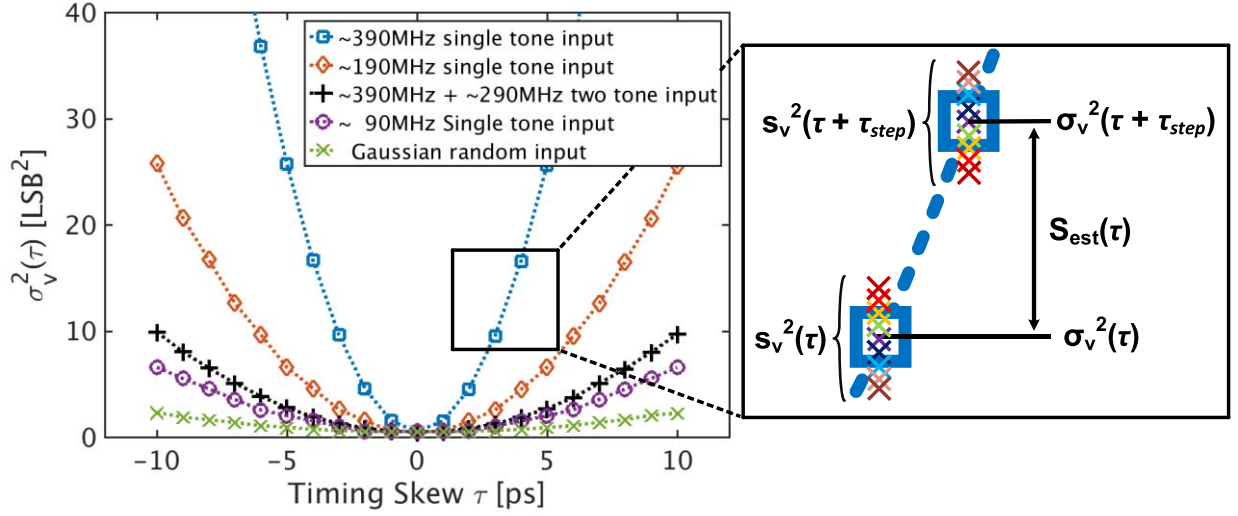 40
30
20
10
0
σv²(τ) [LSB²]
~390MHz single tone input
~190MHz single tone input
~390MHz + ~290MHz two tone input
~ 90MHz Single tone input
Gaussian random input
−10
−5
0
5
10
Timing Skew τ [ps]
sv²(τ + τstep)
σv²(τ + τstep)
Sest(τ)
sv²(τ)
σv²(τ)